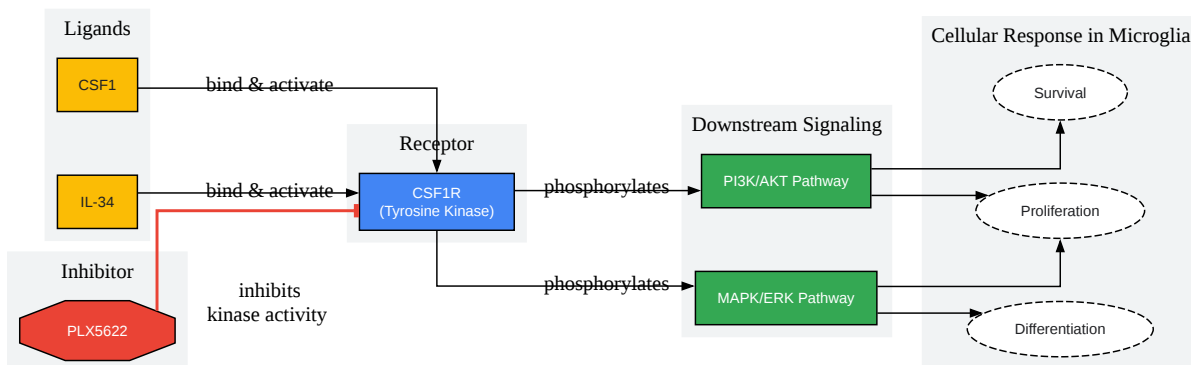 Ligands
CSF1
IL-34
bind & activate
bind & activate
Inhibitor
PLX5622
inhibits
kinase activity
Receptor
CSF1R
(Tyrosine Kinase)
phosphorylates
phosphorylates
Downstream Signaling
PI3K/AKT Pathway
MAPK/ERK Pathway
Cellular Response in Microglia
Survival
Proliferation
Differentiation